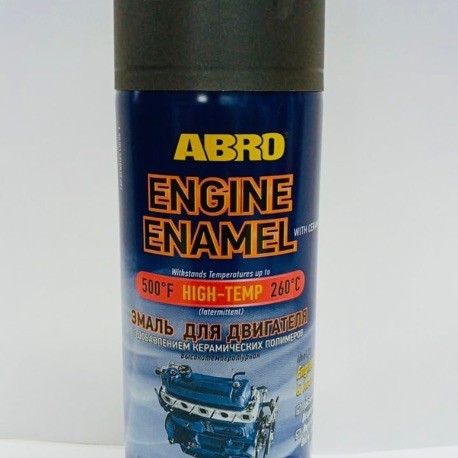 ABRO
ENGINE
ENAMEL
WITH
Withstands Temperatures up to
500°F HIGH-TEMP 260°C
(Intermittent)
ЭМАЛЬ ДЛЯ ДВИГАТЕЛЯ
С ДОБАВЛЕНИЕМ КЕРАМИЧЕСКИХ ПОЛИМЕРОВ
ВЫСОКОТЕМПЕРАТУРНАЯ